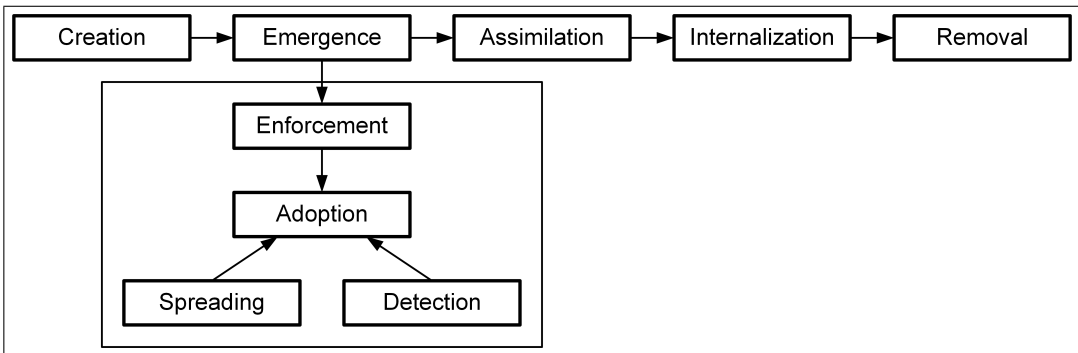 Creation
Emergence
Assimilation
Internalization
Removal
Enforcement
Adoption
Spreading
Detection